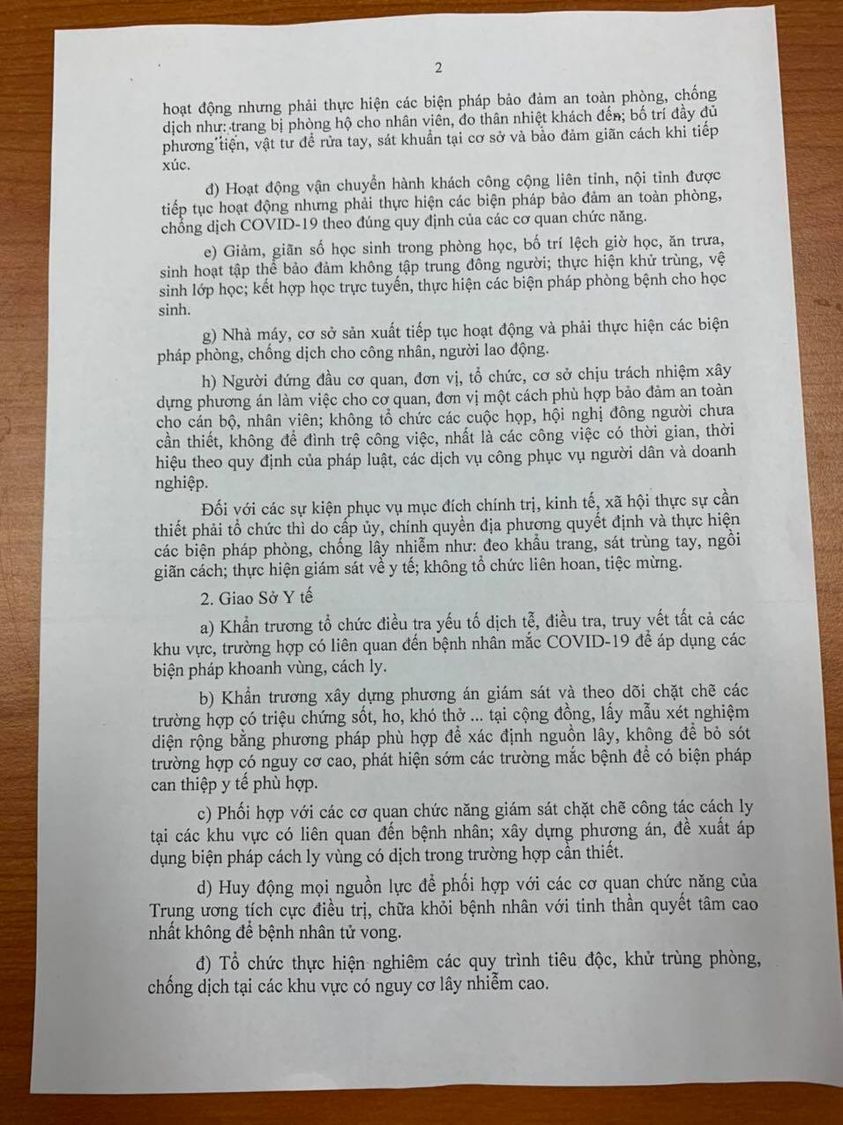 2
hoạt động nhưng phải thực hiện các biện pháp bảo đảm an toàn phòng, chống
dịch như: trang bị phòng hộ cho nhân viên, đo thân nhiệt khách đến; bố trí đầy đủ
phương tiện, vật tư để rửa tay, sát khuẩn tại cơ sở và bảo đảm giãn cách khi tiếp
xúc.
đ) Hoạt động vận chuyển hành khách công cộng liên tỉnh, nội tỉnh được
tiếp tục hoạt động nhưng phải thực hiện các biện pháp bảo đảm an toàn phòng,
chống dịch COVID-19 theo đúng quy định của các cơ quan chức năng.
e) Giảm, giãn số học sinh trong phòng học, bố trí lệch giờ học, ăn trưa,
sinh hoạt tập thể bảo đảm không tập trung đông người; thực hiện khử trùng, vệ
sinh lớp học; kết hợp học trực tuyến, thực hiện các biện pháp phòng bệnh cho học
sinh.
g) Nhà máy, cơ sở sản xuất tiếp tục hoạt động và phải thực hiện các biện
pháp phòng, chống dịch cho công nhân, người lao động.
h) Người đứng đầu cơ quan, đơn vị, tổ chức, cơ sở chịu trách nhiệm xây
dựng phương án làm việc cho cơ quan, đơn vị một cách phù hợp bảo đảm an toàn
cho cán bộ, nhân viên; không tổ chức các cuộc họp, hội nghị đông người chưa
cần thiết, không để đình trệ công việc, nhất là các công việc có thời gian, thời
hiệu theo quy định của pháp luật, các dịch vụ công phục vụ người dân và doanh
nghiệp.
Đối với các sự kiện phục vụ mục đích chính trị, kinh tế, xã hội thực sự cần
thiết phải tổ chức thì do cấp ủy, chính quyền địa phương quyết định và thực hiện
các biện pháp phòng, chống lây nhiễm như: đeo khẩu trang, sát trùng tay, ngồi
giãn cách; thực hiện giám sát về y tế; không tổ chức liên hoan, tiệc mừng.
2. Giao Sở Y tế
a) Khẩn trương tổ chức điều tra yếu tố dịch tễ, điều tra, truy vết tất cả các
khu vực, trường hợp có liên quan đến bệnh nhân mắc COVID-19 để áp dụng các
biện pháp khoanh vùng, cách ly.
b) Khẩn trương xây dựng phương án giám sát và theo dõi chặt chẽ các
trường hợp có triệu chứng sốt, ho, khó thở ... tại cộng đồng, lấy mẫu xét nghiệm
diện rộng bằng phương pháp phù hợp để xác định nguồn lây, không để bỏ sót
trường hợp có nguy cơ cao, phát hiện sớm các trường mắc bệnh để có biện pháp
can thiệp y tế phù hợp.
c) Phối hợp với các cơ quan chức năng giám sát chặt chẽ công tác cách ly
tại các khu vực có liên quan đến bệnh nhân; xây dựng phương án, đề xuất áp
dụng biện pháp cách ly vùng có dịch trong trường hợp cần thiết.
d) Huy động mọi nguồn lực để phối hợp với các cơ quan chức năng của
Trung ương tích cực điều trị, chữa khỏi bệnh nhân với tinh thần quyết tâm cao
nhất không để bệnh nhân tử vong.
đ) Tổ chức thực hiện nghiêm các quy trình tiêu độc, khử trùng phòng,
chống dịch tại các khu vực có nguy cơ lây nhiễm cao.